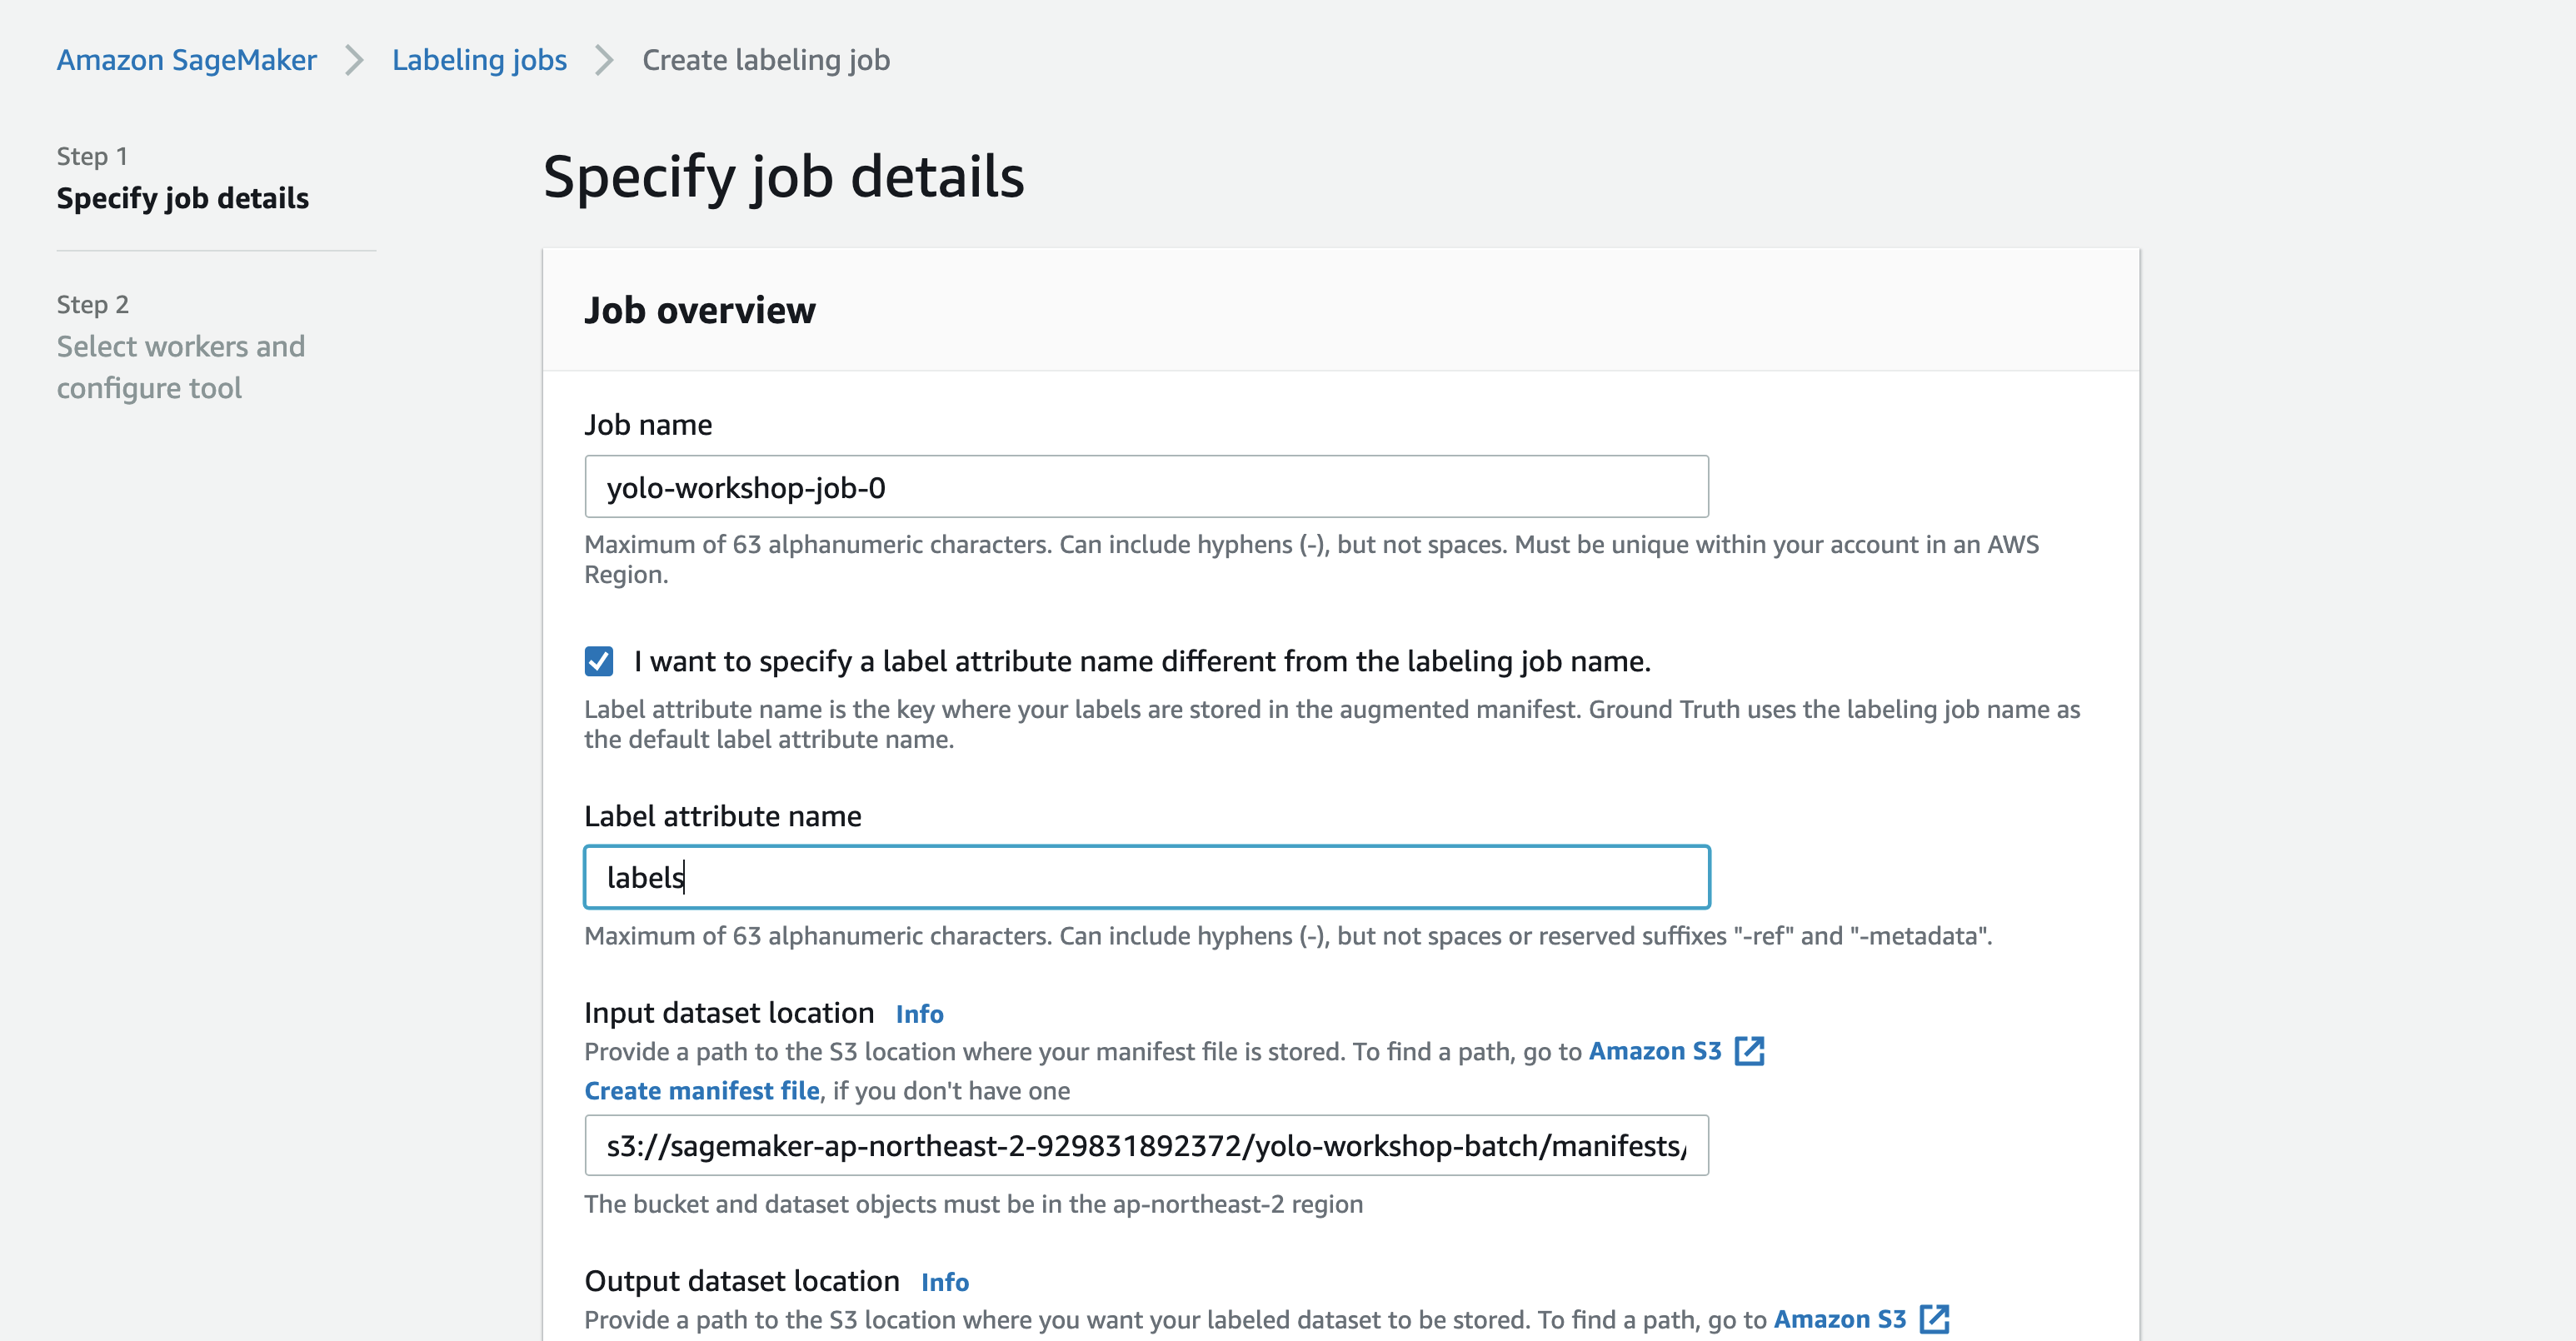 Amazon SageMaker > Labeling jobs > Create labeling job
Step 1
Specify job details
Step 2
Select workers and
configure tool
Specify job details
Job overview
Job name
yolo-workshop-job-0
Maximum of 63 alphanumeric characters. Can include hyphens (-), but not spaces. Must be unique within your account in an AWS
Region.
I want to specify a label attribute name different from the labeling job name.
Label attribute name is the key where your labels are stored in the augmented manifest. Ground Truth uses the labeling job name as
the default label attribute name.
Label attribute name
labels
Maximum of 63 alphanumeric characters. Can include hyphens (-), but not spaces or reserved suffixes "-ref" and "-metadata".
Input dataset location Info
Provide a path to the S3 location where your manifest file is stored. To find a path, go to Amazon S3
Create manifest file, if you don't have one
s3://sagemaker-ap-northeast-2-929831892372/yolo-workshop-batch/manifests/
The bucket and dataset objects must be in the ap-northeast-2 region
Output dataset location Info
Provide a path to the S3 location where you want your labeled dataset to be stored. To find a path, go to Amazon S3